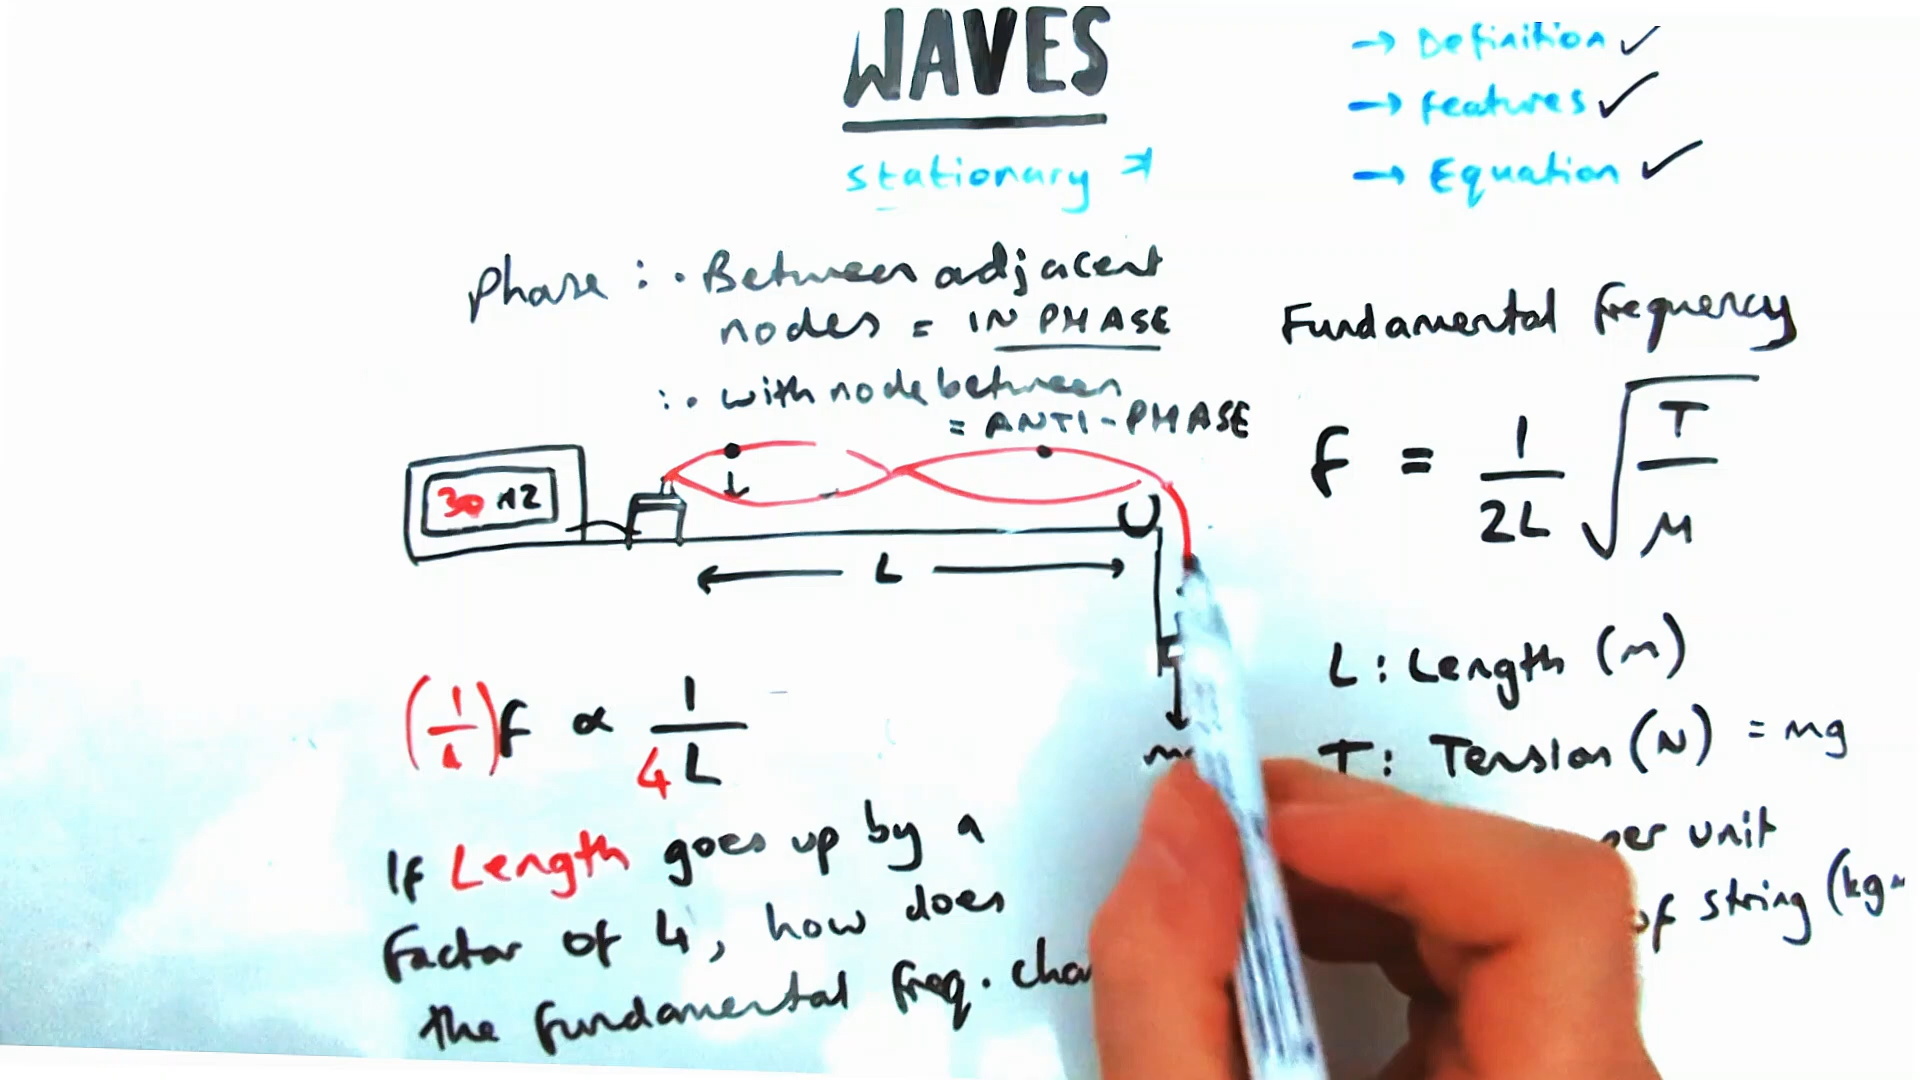 WAVES
stationary
→ Definition ✓
→ features ✓
→ Equation ✓
Phase : • Between adjacent
nodes = IN PHASE
: • with node between
= ANTI-PHASE
30 HZ
L
(1/4)f ∝ 1/4L
If Length goes up by a
factor of 4, how does
the fundamental freq. cha
Fundamental frequency
f = 1/2L √T/μ
L : Length (m)
T : Tension (N) = mg
per unit
of string (kg